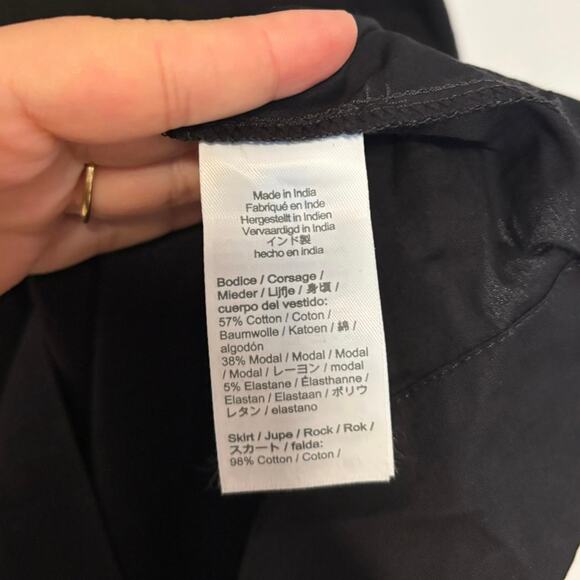 Made in India
Fabriqué en Inde
Hergestellt in Indien
Vervaardigd in India
インド製
hecho en india
Bodice / Corsage /
Mieder / Lijfje / 身頃 /
cuerpo del vestido:
57% Cotton / Coton /
Baumwolle / Katoen / 綿 /
algodón
38% Modal / Modal / Modal
/ Modal / レーヨン / modal
5% Elastane / Élasthanne /
Elastan / Elastaan / ポリウ
レタン / elastano
Skirt / Jupe / Rock / Rok /
スカート / falda:
98% Cotton / Coton /